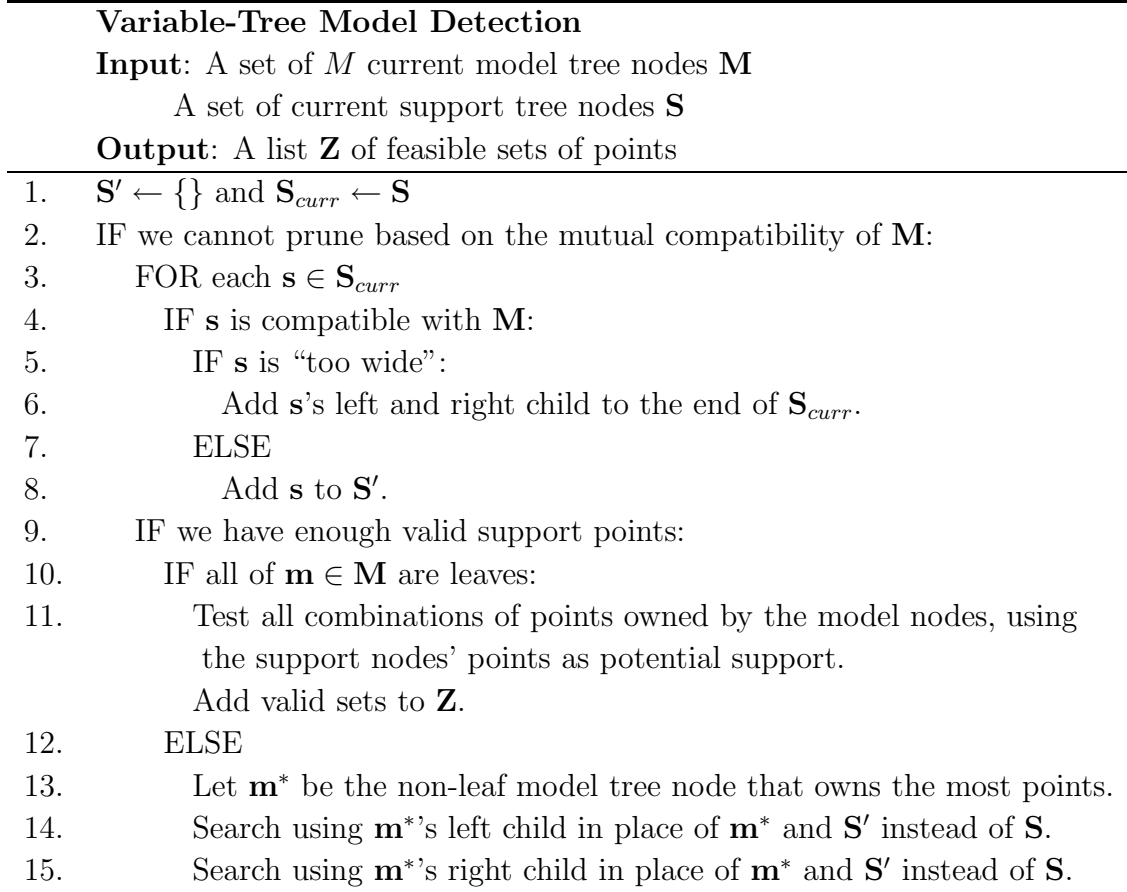 Variable-Tree Model Detection
Input: A set of M current model tree nodes M
A set of current support tree nodes S
Output: A list Z of feasible sets of points
1. S′ ← {} and S_curr ← S
2. IF we cannot prune based on the mutual compatibility of M:
3. FOR each s ∈ S_curr
4. IF s is compatible with M:
5. IF s is “too wide”:
6. Add s’s left and right child to the end of S_curr.
7. ELSE
8. Add s to S′.
9. IF we have enough valid support points:
10. IF all of m ∈ M are leaves:
11. Test all combinations of points owned by the model nodes, using
the support nodes’ points as potential support.
Add valid sets to Z.
12. ELSE
13. Let m* be the non-leaf model tree node that owns the most points.
14. Search using m*’s left child in place of m* and S′ instead of S.
15. Search using m*’s right child in place of m* and S′ instead of S.